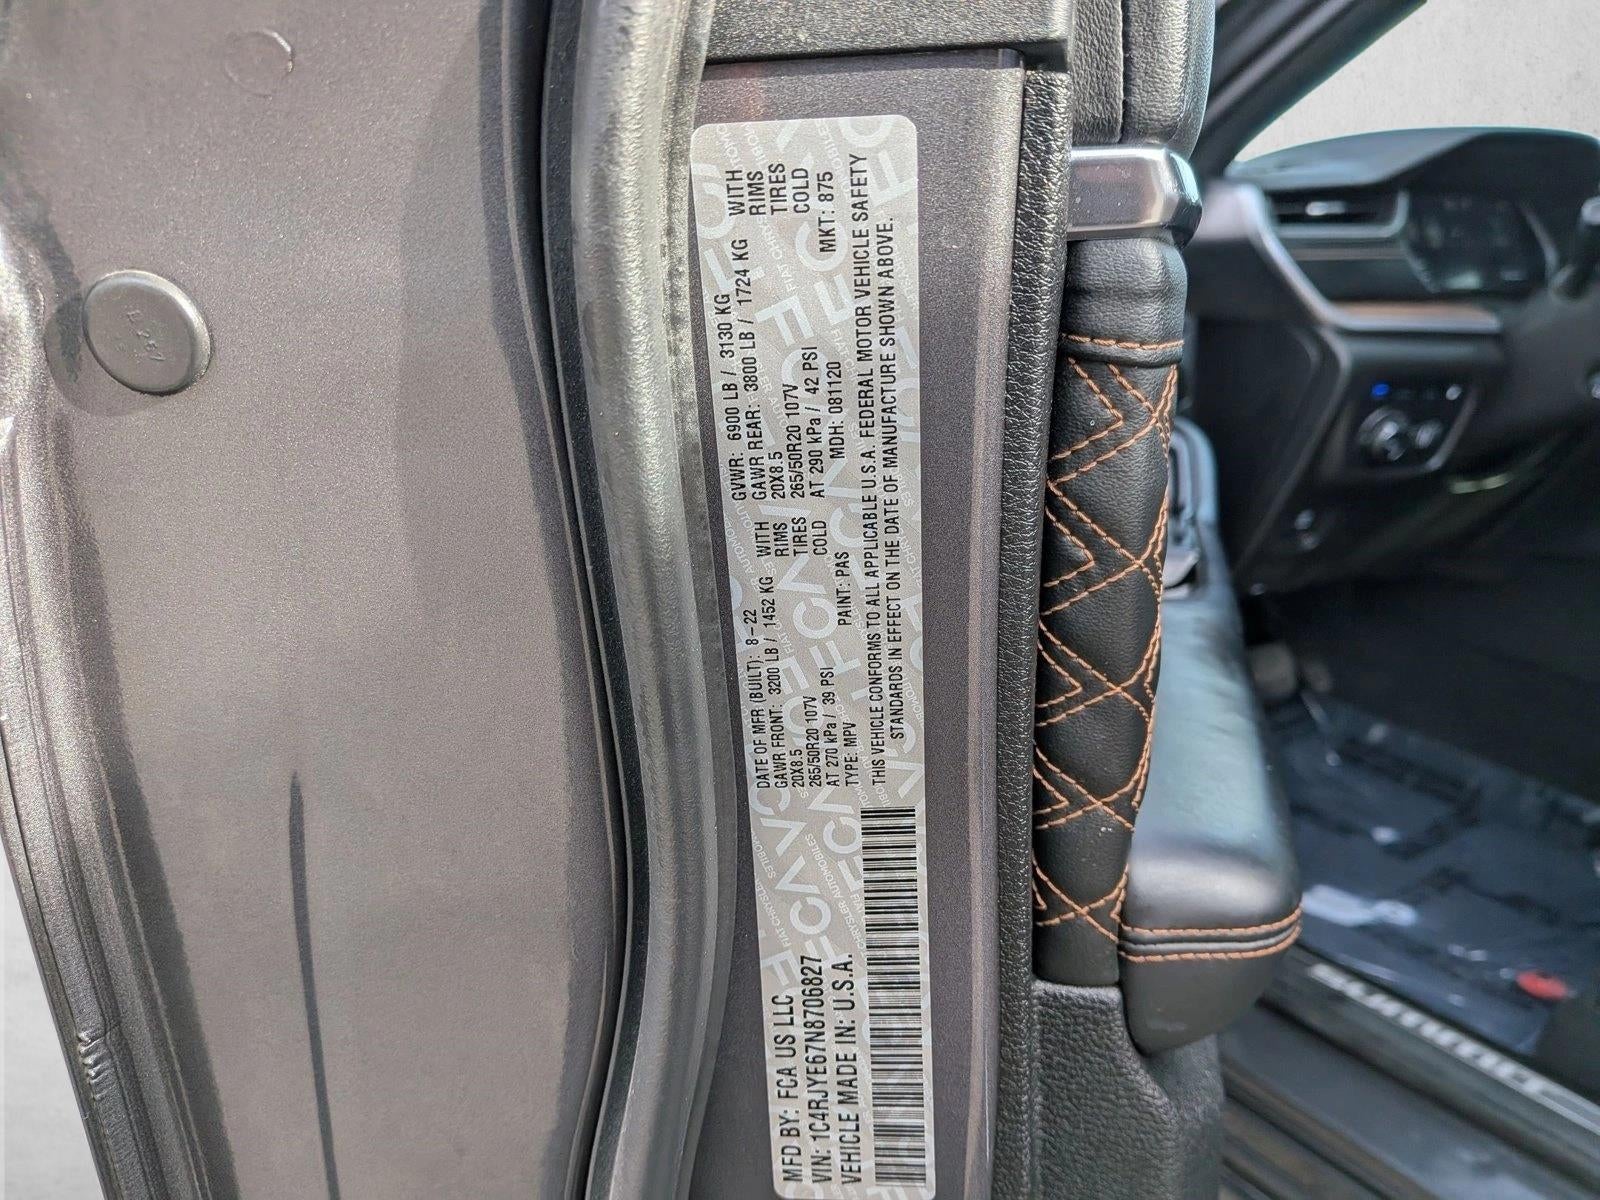 MFD BY: FCA US LLC
VIN: 1C4RJYE67N8706827
VEHICLE MADE IN: U.S.A.
DATE OF MFR (BUILT): 8-22 GVWR: 6900 LB / 3130 KG
GAWR FRONT: 3200 LB / 1452 KG WITH GAWR REAR: 3800 LB / 1724 KG WITH
20X8.5 RIMS 20X8.5 RIMS
265/50R20 107V TIRES 265/50R20 107V TIRES
AT 270 kPa / 39 PSI COLD AT 290 kPa / 42 PSI COLD
TYPE: MPV PAINT: PAS MDH: 081120 MKT: 875
THIS VEHICLE CONFORMS TO ALL APPLICABLE U.S.A. FEDERAL MOTOR VEHICLE SAFETY
STANDARDS IN EFFECT ON THE DATE OF MANUFACTURE SHOWN ABOVE.
SUMMIT